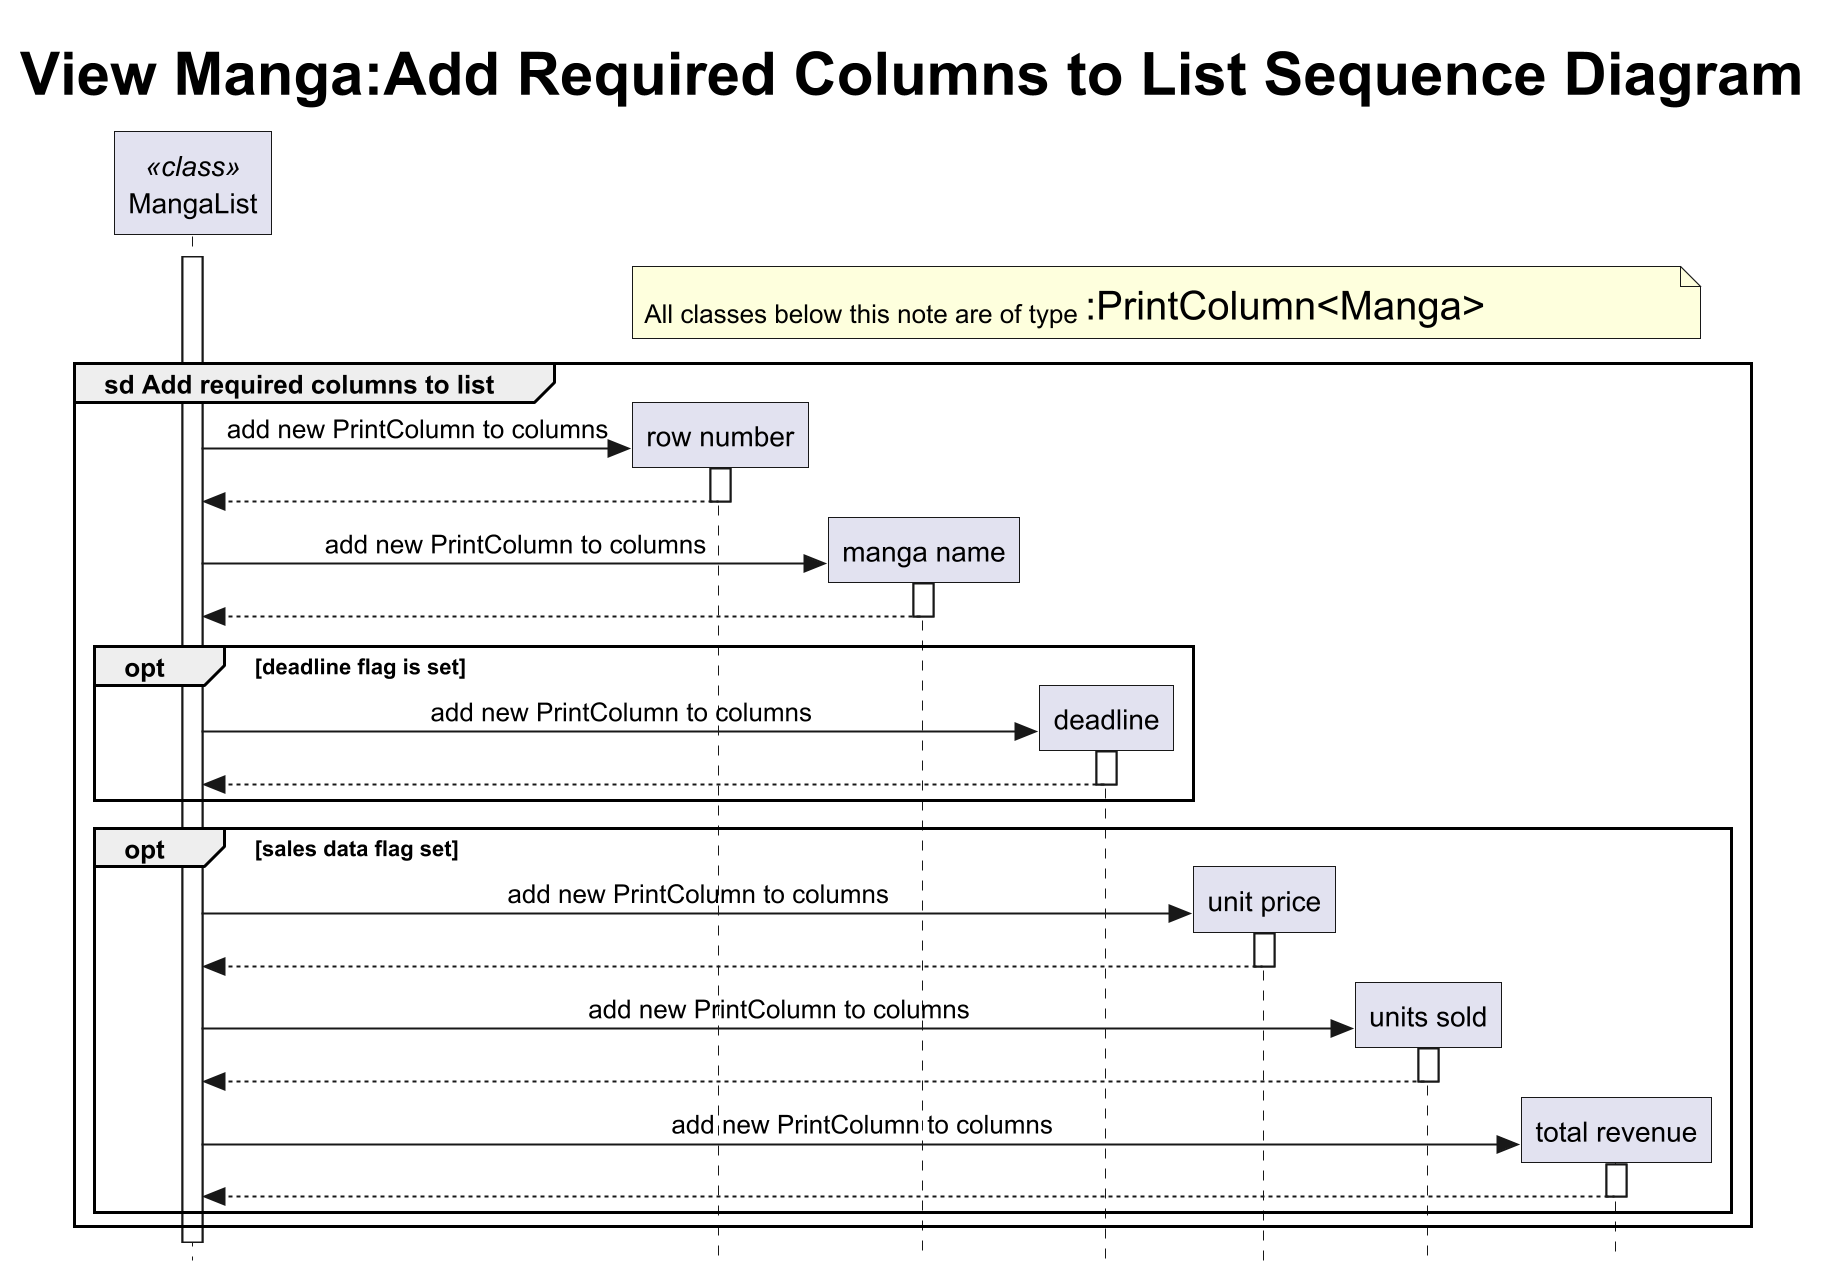 View Manga:Add Required Columns to List Sequence Diagram
«class»
MangaList
All classes below this note are of type :PrintColumn<Manga>
sd Add required columns to list
add new PrintColumn to columns
row number
add new PrintColumn to columns
manga name
opt
[deadline flag is set]
add new PrintColumn to columns
deadline
opt
[sales data flag set]
add new PrintColumn to columns
unit price
add new PrintColumn to columns
units sold
add new PrintColumn to columns
total revenue